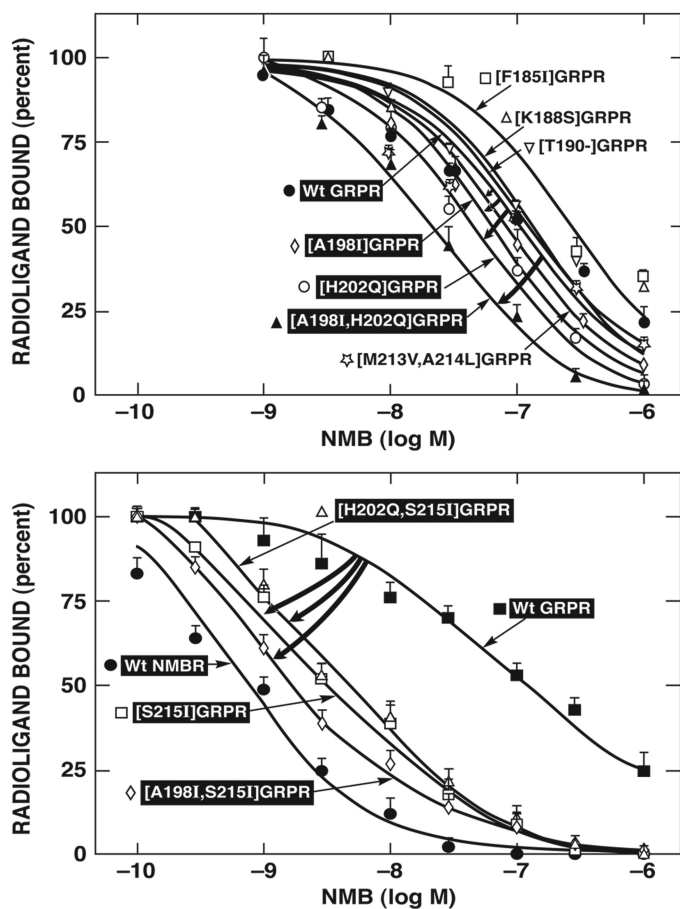 100
75
50
25
0
RADIOLIGAND BOUND (percent)
[F185I]GRPR
[K188S]GRPR
[T190-]GRPR
Wt GRPR
[A198I]GRPR
[H202Q]GRPR
[A198I,H202Q]GRPR
[M213V,A214L]GRPR
–10 –9 –8 –7 –6
NMB (log M)
100
75
50
25
0
RADIOLIGAND BOUND (percent)
[H202Q,S215I]GRPR
Wt GRPR
Wt NMBR
[S215I]GRPR
[A198I,S215I]GRPR
–10 –9 –8 –7 –6
NMB (log M)